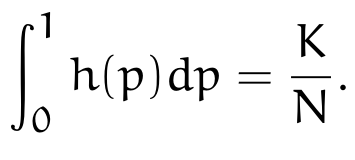 ∫₀¹ h(p)dp = K/N.